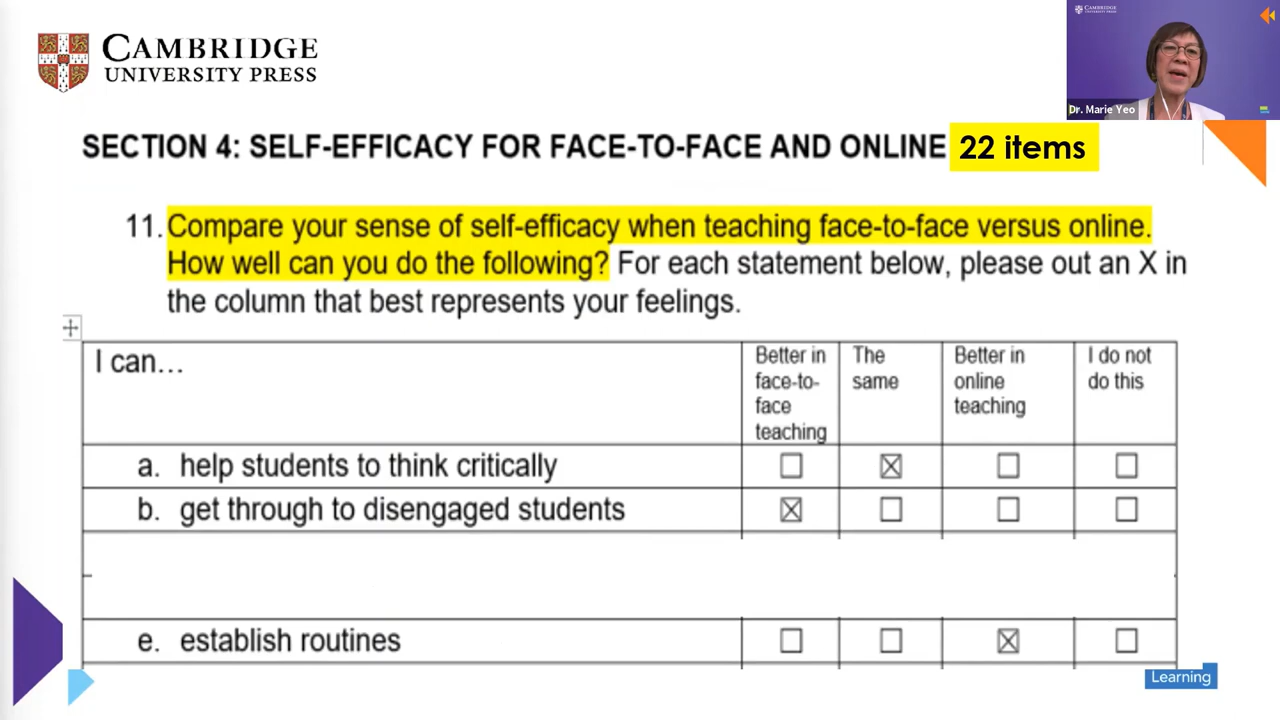 CAMBRIDGE
UNIVERSITY PRESS
CAMBRIDGE
UNIVERSITY PRESS
Dr. Marie Yeo
SECTION 4: SELF-EFFICACY FOR FACE-TO-FACE AND ONLINE 22 items
11. Compare your sense of self-efficacy when teaching face-to-face versus online.
How well can you do the following? For each statement below, please out an X in
the column that best represents your feelings.
I can...
Better in
face-to-
face
teaching
The
same
Better in
online
teaching
I do not
do this
a. help students to think critically
b. get through to disengaged students
e. establish routines
Learning